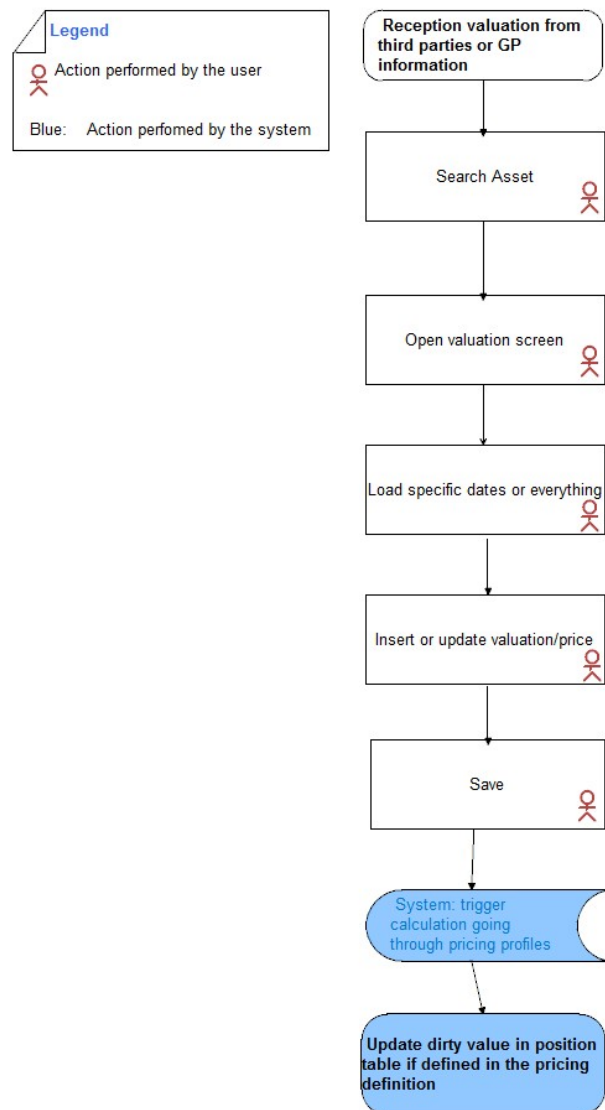 Legend
Action performed by the user
Blue: Action perfomed by the system
Reception valuation from
third parties or GP
information
Search Asset
Open valuation screen
Load specific dates or everything
Insert or update valuation/price
Save
System: trigger
calculation going
through pricing profiles
Update dirty value in position
table if defined in the pricing
definition